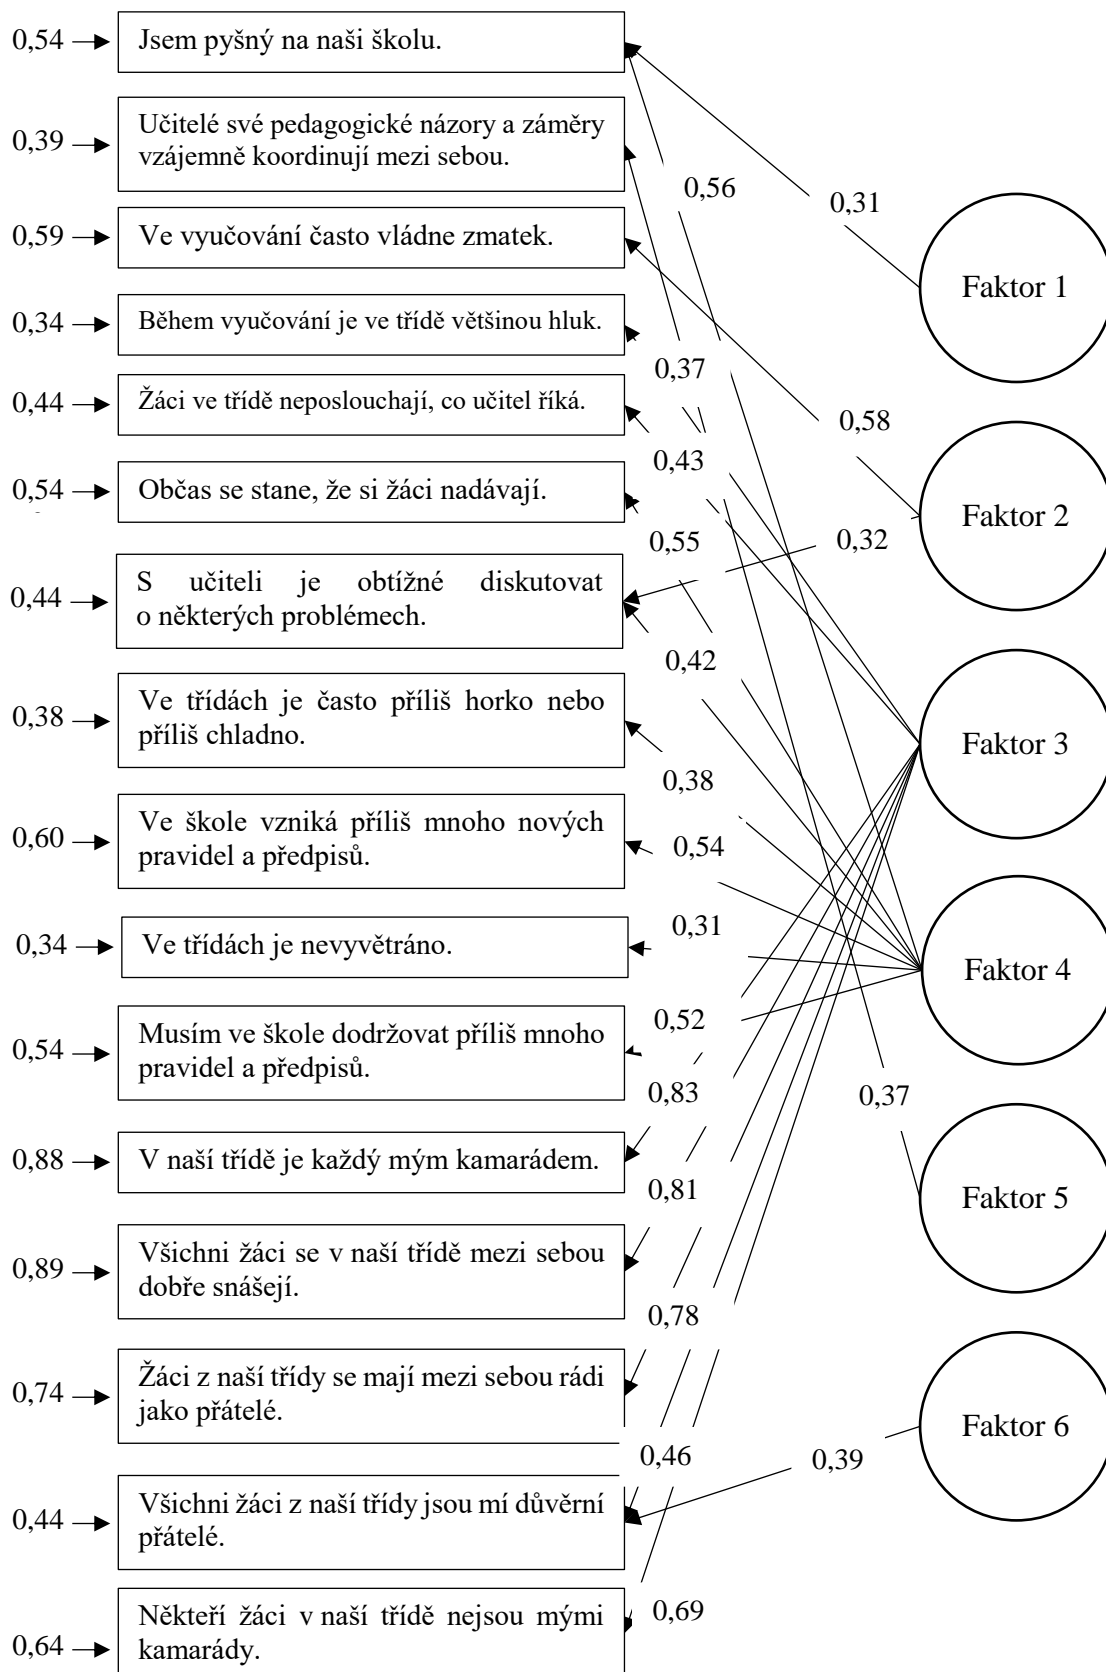 0,54
Jsem pyšný na naši školu.
0,39
Učitelé své pedagogické názory a záměry
vzájemně koordinují mezi sebou.
0,56
0,31
0,59
Ve vyučování často vládne zmatek.
Faktor 1
0,34
Během vyučování je ve třídě většinou hluk.
0,37
0,44
Žáci ve třídě neposlouchají, co učitel říká.
0,58
0,43
0,54
Občas se stane, že si žáci nadávají.
Faktor 2
0,55
0,32
0,44
S učiteli je obtížné diskutovat
o některých problémech.
0,42
0,38
Ve třídách je často příliš horko nebo
příliš chladno.
Faktor 3
0,38
0,60
Ve škole vzniká příliš mnoho nových
pravidel a předpisů.
0,54
0,31
0,34
Ve třídách je nevyvětráno.
Faktor 4
0,52
0,54
Musím ve škole dodržovat příliš mnoho
pravidel a předpisů.
0,83
0,37
0,88
V naší třídě je každý mým kamarádem.
0,81
Faktor 5
0,89
Všichni žáci se v naší třídě mezi sebou
dobře snášejí.
0,78
0,74
Žáci z naší třídy se mají mezi sebou rádi
jako přátelé.
Faktor 6
0,46
0,39
0,44
Všichni žáci z naší třídy jsou mí důvěrní
přátelé.
0,69
0,64
Někteří žáci v naší třídě nejsou mými
kamarády.